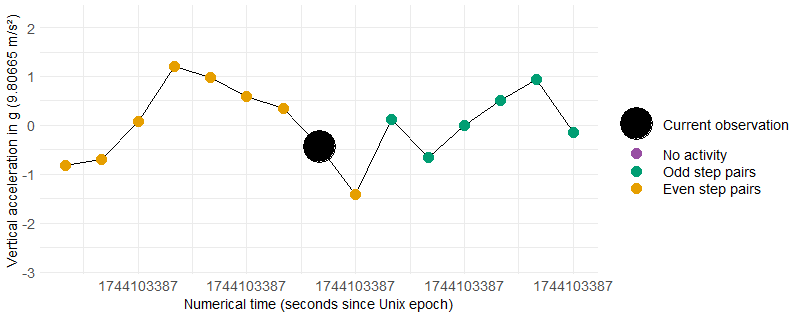 Vertical acceleration in g (9.80665 m/s²)
2
1
0
-1
-2
-3
1744103387 1744103387 1744103387 1744103387 1744103387
Numerical time (seconds since Unix epoch)
Current observation
No activity
Odd step pairs
Even step pairs